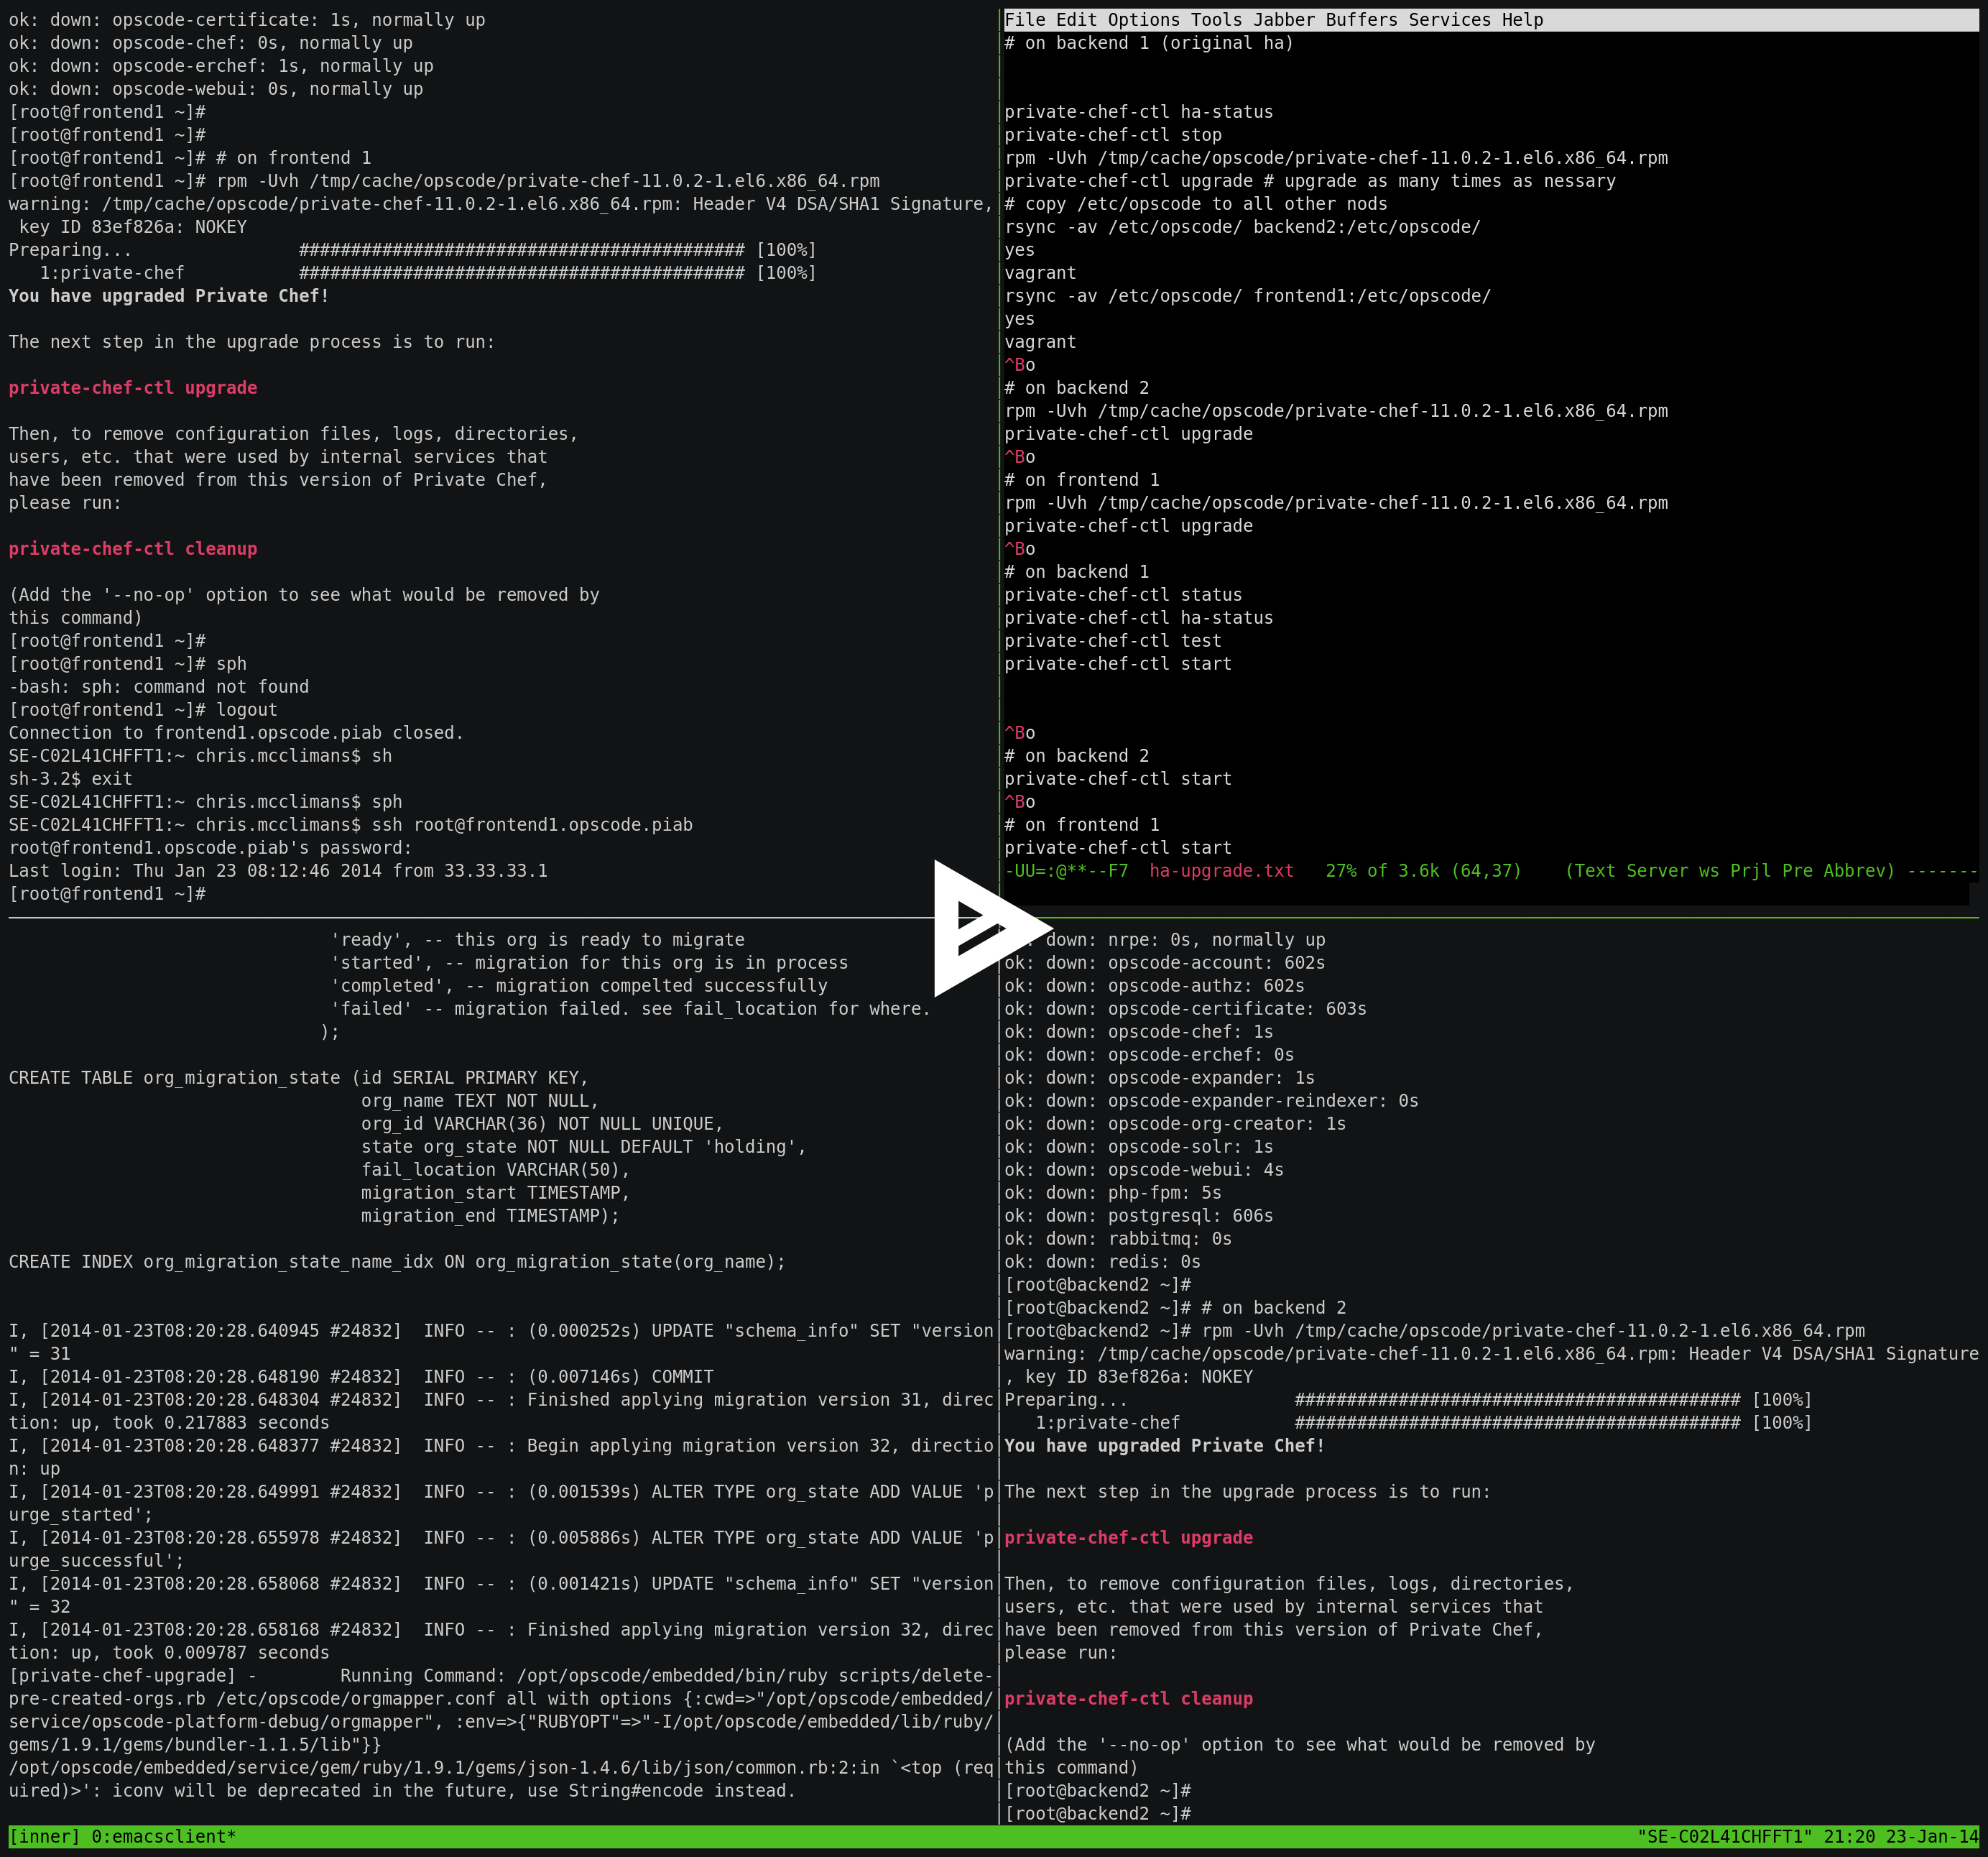 ok: down: opscode-certificate: 1s, normally up
ok: down: opscode-chef: 0s, normally up
ok: down: opscode-erchef: 1s, normally up
ok: down: opscode-webui: 0s, normally up
[root@frontend1 ~]#
[root@frontend1 ~]#
[root@frontend1 ~]# # on frontend 1
[root@frontend1 ~]# rpm -Uvh /tmp/cache/opscode/private-chef-11.0.2-1.el6.x86_64.rpm
warning: /tmp/cache/opscode/private-chef-11.0.2-1.el6.x86_64.rpm: Header V4 DSA/SHA1 Signature,
 key ID 83ef826a: NOKEY
Preparing...                ########################################### [100%]
   1:private-chef           ########################################### [100%]
You have upgraded Private Chef!
The next step in the upgrade process is to run:
private-chef-ctl upgrade
Then, to remove configuration files, logs, directories,
users, etc. that were used by internal services that
have been removed from this version of Private Chef,
please run:
private-chef-ctl cleanup
(Add the '--no-op' option to see what would be removed by
this command)
[root@frontend1 ~]#
[root@frontend1 ~]# sph
-bash: sph: command not found
[root@frontend1 ~]# logout
Connection to frontend1.opscode.piab closed.
SE-C02L41CHFFT1:~ chris.mcclimans$ sh
sh-3.2$ exit
SE-C02L41CHFFT1:~ chris.mcclimans$ sph
SE-C02L41CHFFT1:~ chris.mcclimans$ ssh root@frontend1.opscode.piab
root@frontend1.opscode.piab's password:
Last login: Thu Jan 23 08:12:46 2014 from 33.33.33.1
[root@frontend1 ~]#
File Edit Options Tools Jabber Buffers Services Help
# on backend 1 (original ha)
private-chef-ctl ha-status
private-chef-ctl stop
rpm -Uvh /tmp/cache/opscode/private-chef-11.0.2-1.el6.x86_64.rpm
private-chef-ctl upgrade # upgrade as many times as nessary
# copy /etc/opscode to all other nods
rsync -av /etc/opscode/ backend2:/etc/opscode/
yes
vagrant
rsync -av /etc/opscode/ frontend1:/etc/opscode/
yes
vagrant
^Bo
# on backend 2
rpm -Uvh /tmp/cache/opscode/private-chef-11.0.2-1.el6.x86_64.rpm
private-chef-ctl upgrade
^Bo
# on frontend 1
rpm -Uvh /tmp/cache/opscode/private-chef-11.0.2-1.el6.x86_64.rpm
private-chef-ctl upgrade
^Bo
# on backend 1
private-chef-ctl status
private-chef-ctl ha-status
private-chef-ctl test
private-chef-ctl start
^Bo
# on backend 2
private-chef-ctl start
^Bo
# on frontend 1
private-chef-ctl start
-UU=:@**--F7  ha-upgrade.txt   27% of 3.6k (64,37)    (Text Server ws Prjl Pre Abbrev) -------
'ready', -- this org is ready to migrate
'started', -- migration for this org is in process
'completed', -- migration compelted successfully
'failed' -- migration failed. see fail_location for where.
);
CREATE TABLE org_migration_state (id SERIAL PRIMARY KEY,
org_name TEXT NOT NULL,
org_id VARCHAR(36) NOT NULL UNIQUE,
state org_state NOT NULL DEFAULT 'holding',
fail_location VARCHAR(50),
migration_start TIMESTAMP,
migration_end TIMESTAMP);
CREATE INDEX org_migration_state_name_idx ON org_migration_state(org_name);
I, [2014-01-23T08:20:28.640945 #24832]  INFO -- : (0.000252s) UPDATE "schema_info" SET "version
" = 31
I, [2014-01-23T08:20:28.648190 #24832]  INFO -- : (0.007146s) COMMIT
I, [2014-01-23T08:20:28.648304 #24832]  INFO -- : Finished applying migration version 31, direc
tion: up, took 0.217883 seconds
I, [2014-01-23T08:20:28.648377 #24832]  INFO -- : Begin applying migration version 32, directio
n: up
I, [2014-01-23T08:20:28.649991 #24832]  INFO -- : (0.001539s) ALTER TYPE org_state ADD VALUE 'p
urge_started';
I, [2014-01-23T08:20:28.655978 #24832]  INFO -- : (0.005886s) ALTER TYPE org_state ADD VALUE 'p
urge_successful';
I, [2014-01-23T08:20:28.658068 #24832]  INFO -- : (0.001421s) UPDATE "schema_info" SET "version
" = 32
I, [2014-01-23T08:20:28.658168 #24832]  INFO -- : Finished applying migration version 32, direc
tion: up, took 0.009787 seconds
[private-chef-upgrade] -        Running Command: /opt/opscode/embedded/bin/ruby scripts/delete-
pre-created-orgs.rb /etc/opscode/orgmapper.conf all with options {:cwd=>"/opt/opscode/embedded/
service/opscode-platform-debug/orgmapper", :env=>{"RUBYOPT"=>"-I/opt/opscode/embedded/lib/ruby/
gems/1.9.1/gems/bundler-1.1.5/lib"}}
/opt/opscode/embedded/service/gem/ruby/1.9.1/gems/json-1.4.6/lib/json/common.rb:2:in `<top (req
uired)>': iconv will be deprecated in the future, use String#encode instead.
down: nrpe: 0s, normally up
ok: down: opscode-account: 602s
ok: down: opscode-authz: 602s
ok: down: opscode-certificate: 603s
ok: down: opscode-chef: 1s
ok: down: opscode-erchef: 0s
ok: down: opscode-expander: 1s
ok: down: opscode-expander-reindexer: 0s
ok: down: opscode-org-creator: 1s
ok: down: opscode-solr: 1s
ok: down: opscode-webui: 4s
ok: down: php-fpm: 5s
ok: down: postgresql: 606s
ok: down: rabbitmq: 0s
ok: down: redis: 0s
[root@backend2 ~]#
[root@backend2 ~]# # on backend 2
[root@backend2 ~]# rpm -Uvh /tmp/cache/opscode/private-chef-11.0.2-1.el6.x86_64.rpm
warning: /tmp/cache/opscode/private-chef-11.0.2-1.el6.x86_64.rpm: Header V4 DSA/SHA1 Signature
, key ID 83ef826a: NOKEY
Preparing...                ########################################### [100%]
   1:private-chef           ########################################### [100%]
You have upgraded Private Chef!
The next step in the upgrade process is to run:
private-chef-ctl upgrade
Then, to remove configuration files, logs, directories,
users, etc. that were used by internal services that
have been removed from this version of Private Chef,
please run:
private-chef-ctl cleanup
(Add the '--no-op' option to see what would be removed by
this command)
[root@backend2 ~]#
[root@backend2 ~]#
[inner] 0:emacsclient* "SE-C02L41CHFFT1" 21:20 23-Jan-14